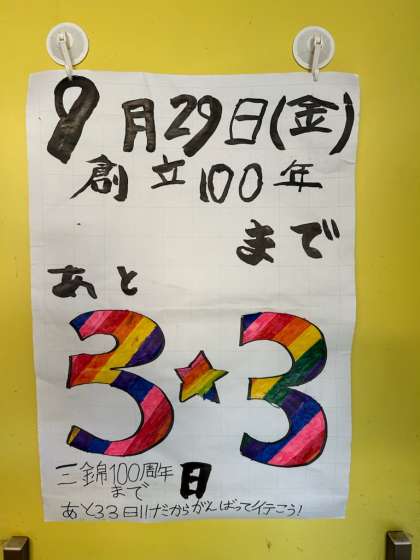 9月29日(金)
創立100年
まで
あと
3★3
日
三錦100周年
まで
あと33日!!だからがんばってイテこう!